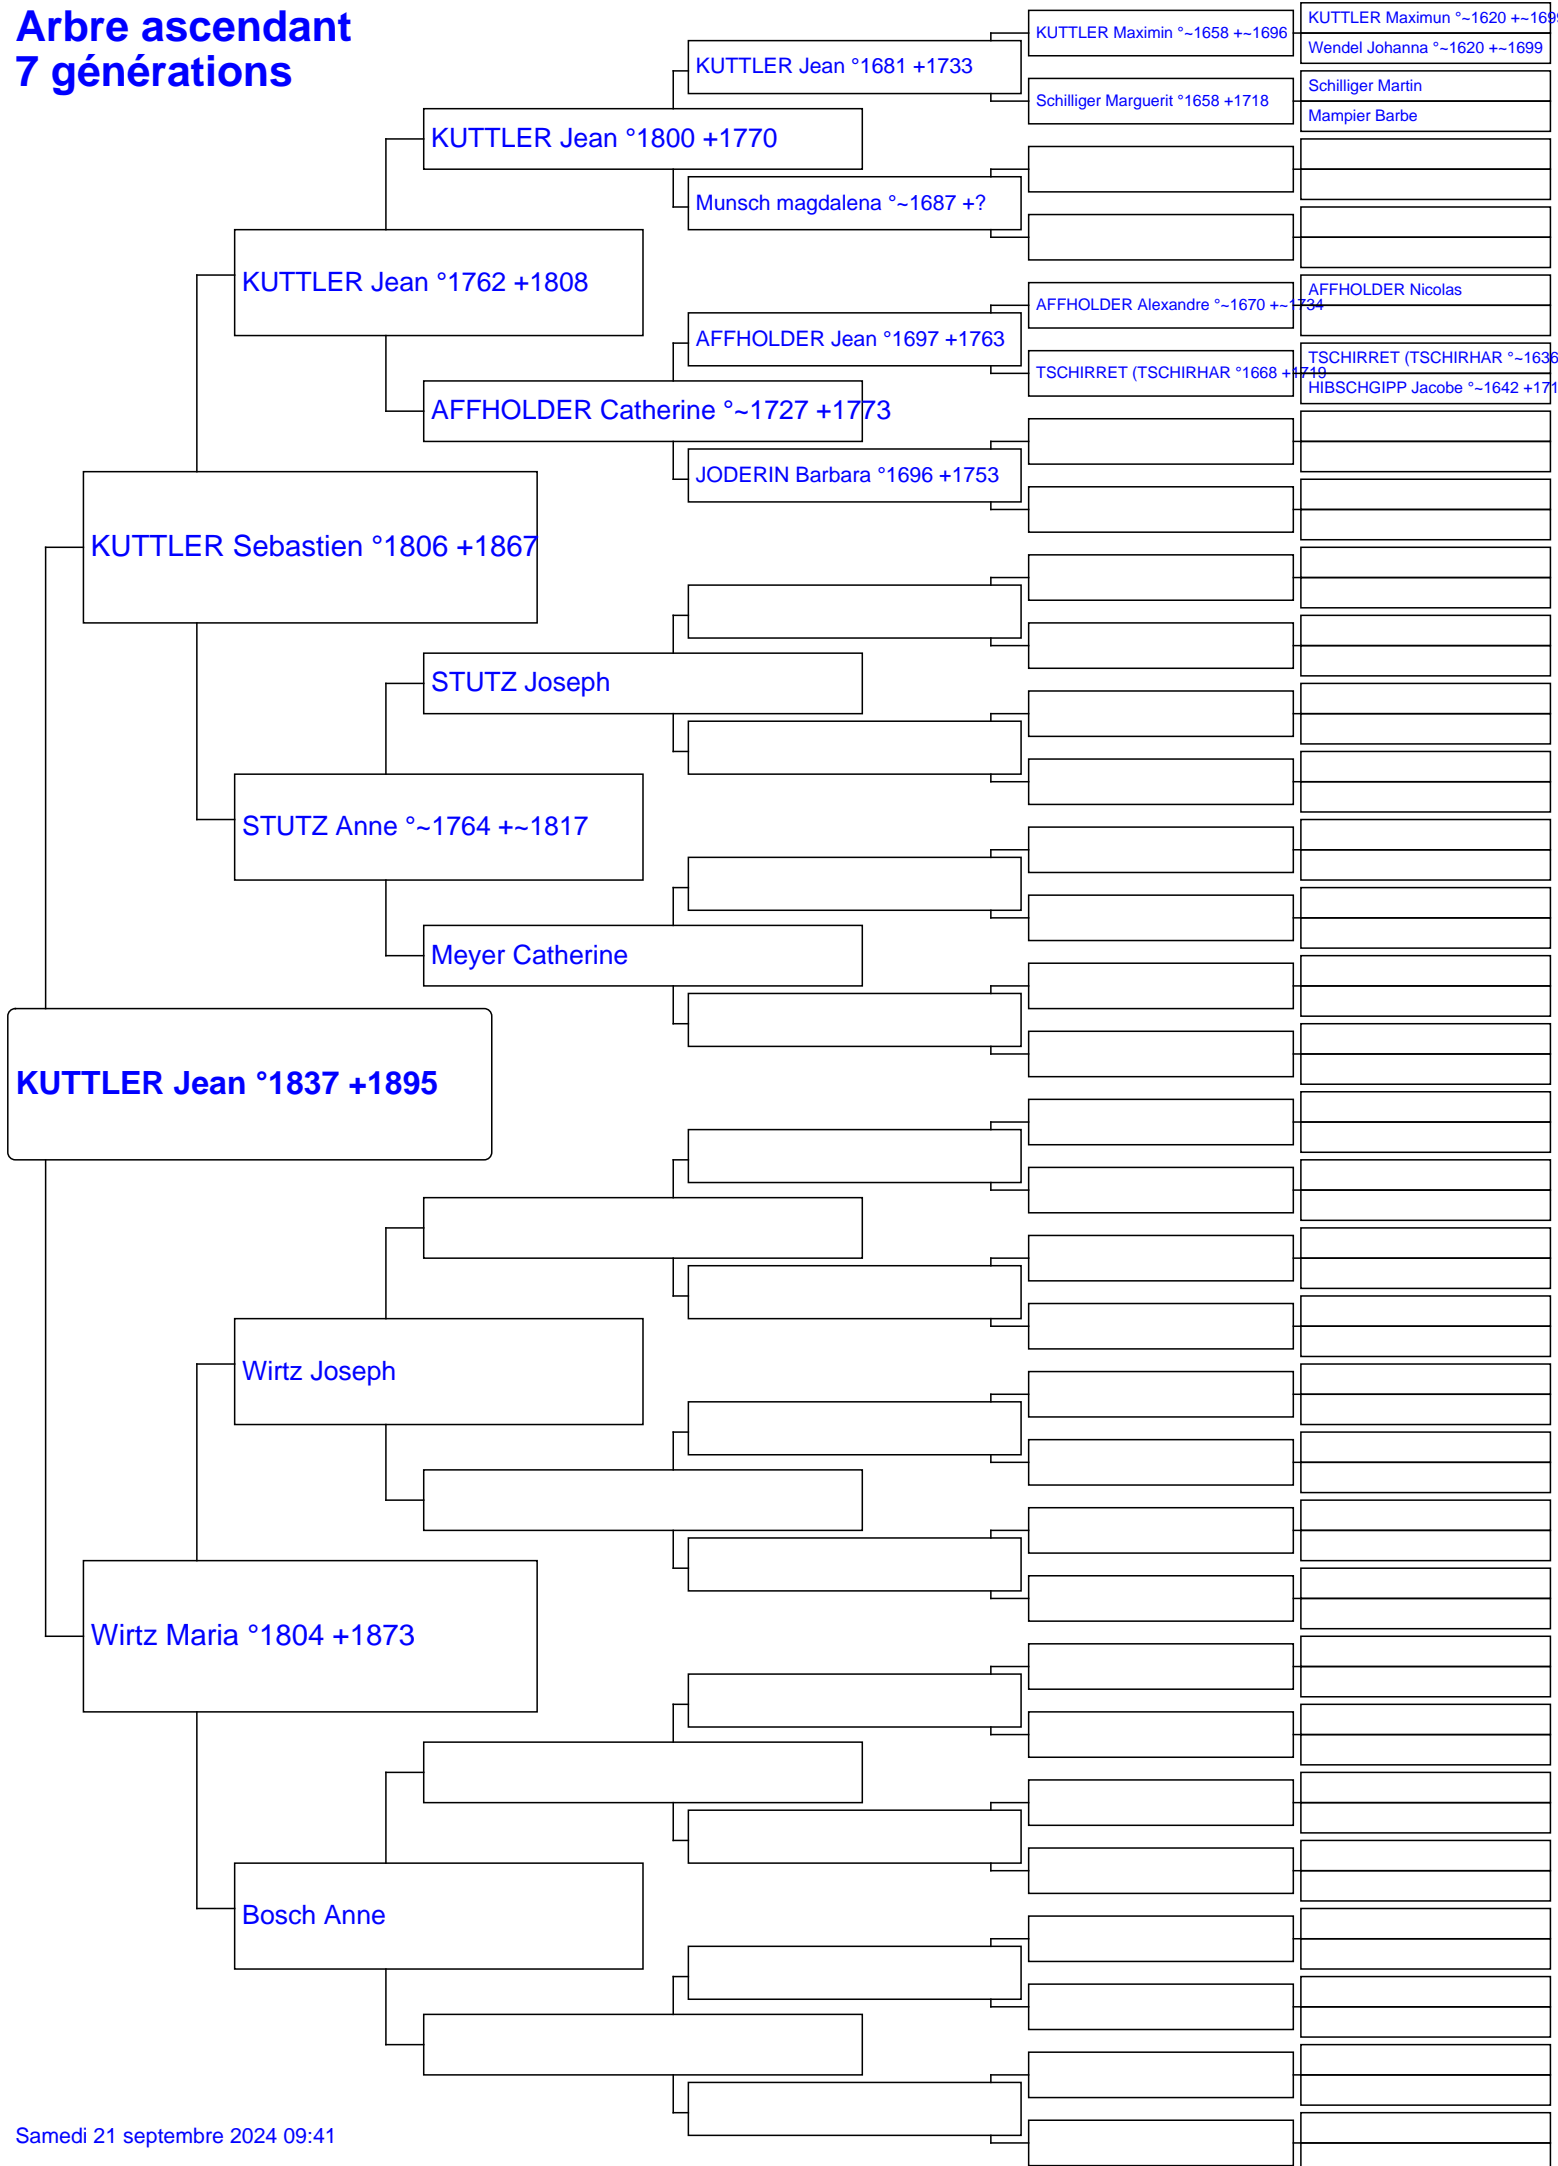 Arbre ascendant
7 générations
KUTTLER Maximun °~1620 +~1699
KUTTLER Maximin °~1658 +~1696
Wendel Johanna °~1620 +~1699
KUTTLER Jean °1681 +1733
Schilliger Martin
Schilliger Marguerit °1658 +1718
Mampier Barbe
KUTTLER Jean °1800 +1770
Munsch magdalena °~1687 +?
KUTTLER Jean °1762 +1808
AFFHOLDER Nicolas
AFFHOLDER Alexandre °~1670 +~1734
AFFHOLDER Jean °1697 +1763
TSCHIRRET (TSCHIRHAR °~1636
TSCHIRRET (TSCHIRHAR °1668 +1719
HIBSCHGIPP Jacobe °~1642 +171
AFFHOLDER Catherine °~1727 +1773
JODERIN Barbara °1696 +1753
KUTTLER Sebastien °1806 +1867
STUTZ Joseph
STUTZ Anne °~1764 +~1817
Meyer Catherine
KUTTLER Jean °1837 +1895
Wirtz Joseph
Wirtz Maria °1804 +1873
Bosch Anne
Samedi 21 septembre 2024 09:41